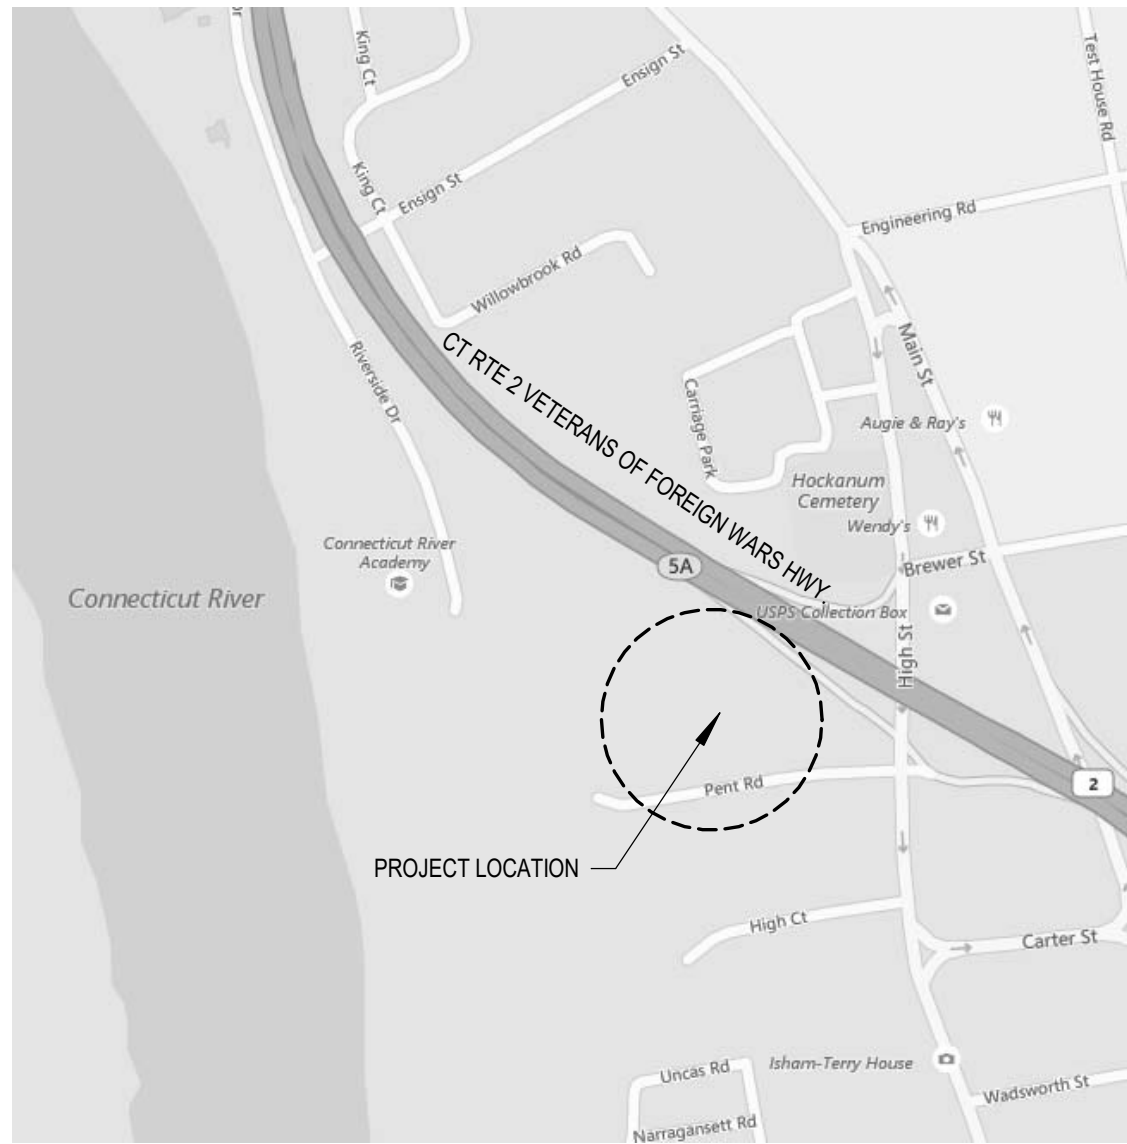 Dr
King Ct
Ensign St
Test House Rd
King Ct
Ensign St
Engineering Rd
Willowbrook Rd
Main St
Riverside Dr
CT RTE 2 VETERANS OF FOREIGN WARS HWY.
Carriage Park
Augie & Ray's
Hockanum
Cemetery
Wendy's
Connecticut River
Academy
Brewer St
5A
Connecticut River
USPS Collection Box
High St
Pent Rd
2
PROJECT LOCATION
High Ct
Carter St
Isham-Terry House
Uncas Rd
Wadsworth St
Narragansett Rd